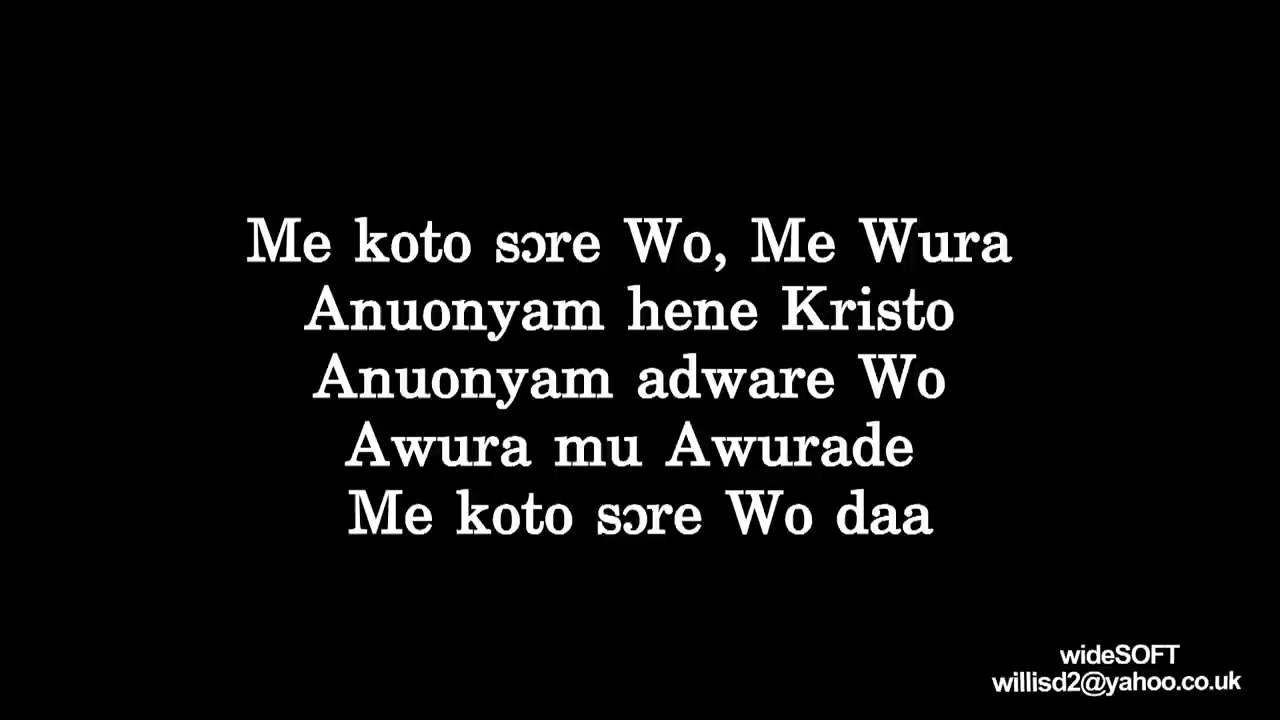 Me koto sɔre Wo, Me Wura
Anuonyam hene Kristo
Anuonyam adware Wo
Awura mu Awurade
Me koto sɔre Wo daa
wideSOFT
willisd2@yahoo.co.uk